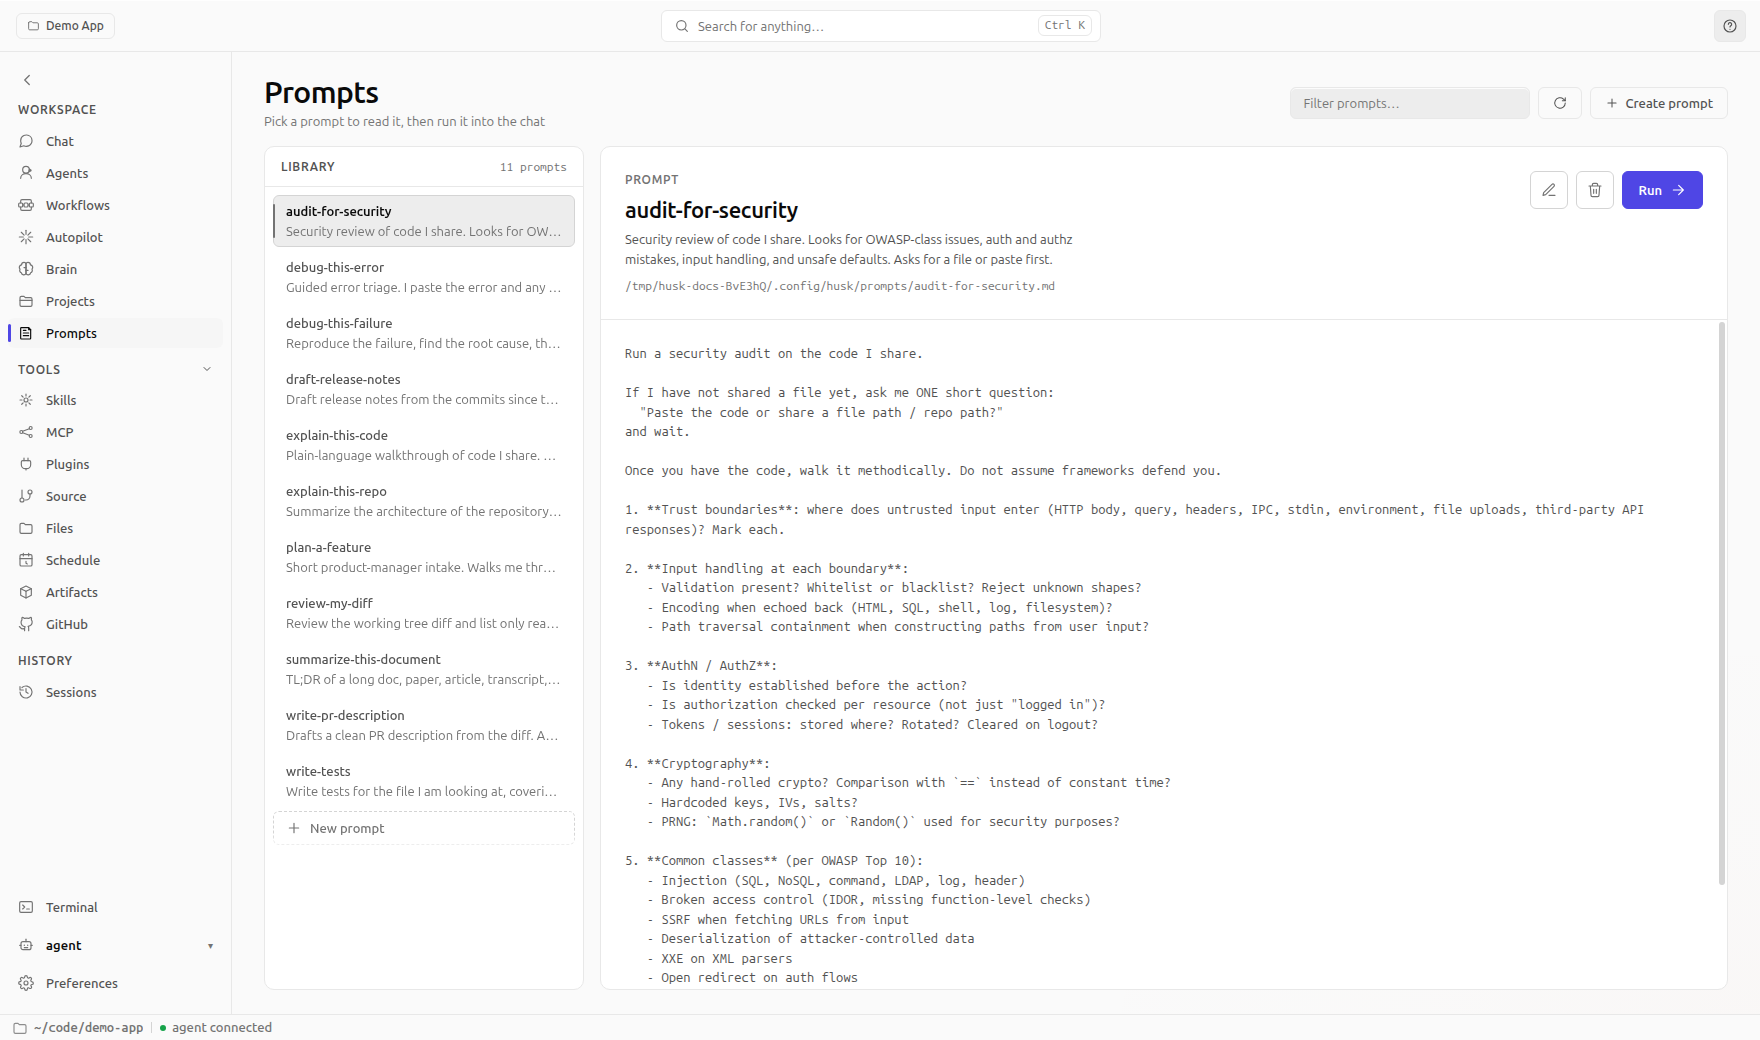 Demo App
Search for anything…
Ctrl K
WORKSPACE
Chat
Agents
Workflows
Autopilot
Brain
Projects
Prompts
TOOLS
Skills
MCP
Plugins
Source
Files
Schedule
Artifacts
GitHub
HISTORY
Sessions
Terminal
agent
Preferences
Prompts
Pick a prompt to read it, then run it into the chat
Filter prompts…
Create prompt
LIBRARY
11 prompts
audit-for-security
Security review of code I share. Looks for OW…
debug-this-error
Guided error triage. I paste the error and any …
debug-this-failure
Reproduce the failure, find the root cause, th…
draft-release-notes
Draft release notes from the commits since t…
explain-this-code
Plain-language walkthrough of code I share. …
explain-this-repo
Summarize the architecture of the repository…
plan-a-feature
Short product-manager intake. Walks me thr…
review-my-diff
Review the working tree diff and list only rea…
summarize-this-document
TL;DR of a long doc, paper, article, transcript,…
write-pr-description
Drafts a clean PR description from the diff. A…
write-tests
Write tests for the file I am looking at, coveri…
New prompt
PROMPT
audit-for-security
Security review of code I share. Looks for OWASP-class issues, auth and authz
mistakes, input handling, and unsafe defaults. Asks for a file or paste first.
/tmp/husk-docs-BvE3hQ/.config/husk/prompts/audit-for-security.md
Run
Run a security audit on the code I share.
If I have not shared a file yet, ask me ONE short question:
"Paste the code or share a file path / repo path?"
and wait.
Once you have the code, walk it methodically. Do not assume frameworks defend you.
1. **Trust boundaries**: where does untrusted input enter (HTTP body, query, headers, IPC, stdin, environment, file uploads, third-party API
responses)? Mark each.
2. **Input handling at each boundary**:
- Validation present? Whitelist or blacklist? Reject unknown shapes?
- Encoding when echoed back (HTML, SQL, shell, log, filesystem)?
- Path traversal containment when constructing paths from user input?
3. **AuthN / AuthZ**:
- Is identity established before the action?
- Is authorization checked per resource (not just "logged in")?
- Tokens / sessions: stored where? Rotated? Cleared on logout?
4. **Cryptography**:
- Any hand-rolled crypto? Comparison with `==` instead of constant time?
- Hardcoded keys, IVs, salts?
- PRNG: `Math.random()` or `Random()` used for security purposes?
5. **Common classes** (per OWASP Top 10):
- Injection (SQL, NoSQL, command, LDAP, log, header)
- Broken access control (IDOR, missing function-level checks)
- SSRF when fetching URLs from input
- Deserialization of attacker-controlled data
- XXE on XML parsers
- Open redirect on auth flows
~/code/demo-app
agent connected